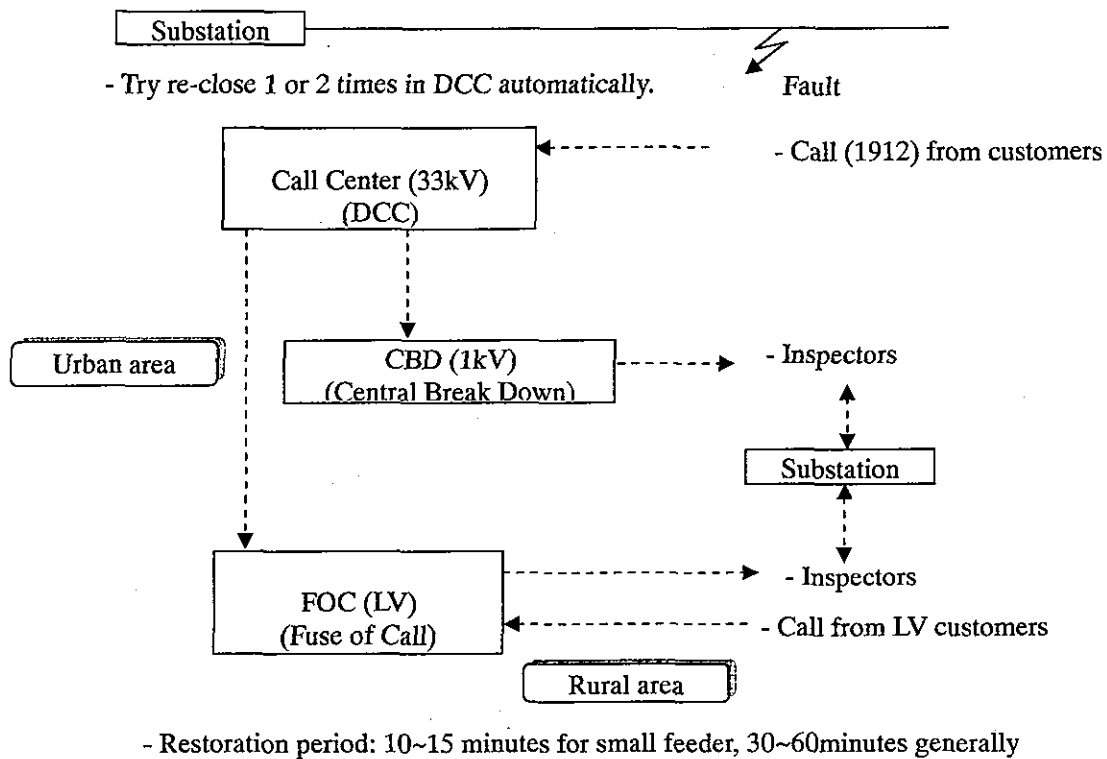 Substation
- Try re-close 1 or 2 times in DCC automatically.
Fault
Call Center (33kV)
(DCC)
- Call (1912) from customers
Urban area
CBD (1kV)
(Central Break Down)
- Inspectors
Substation
FOC (LV)
(Fuse of Call)
- Inspectors
- Call from LV customers
Rural area
- Restoration period: 10~15 minutes for small feeder, 30~60minutes generally